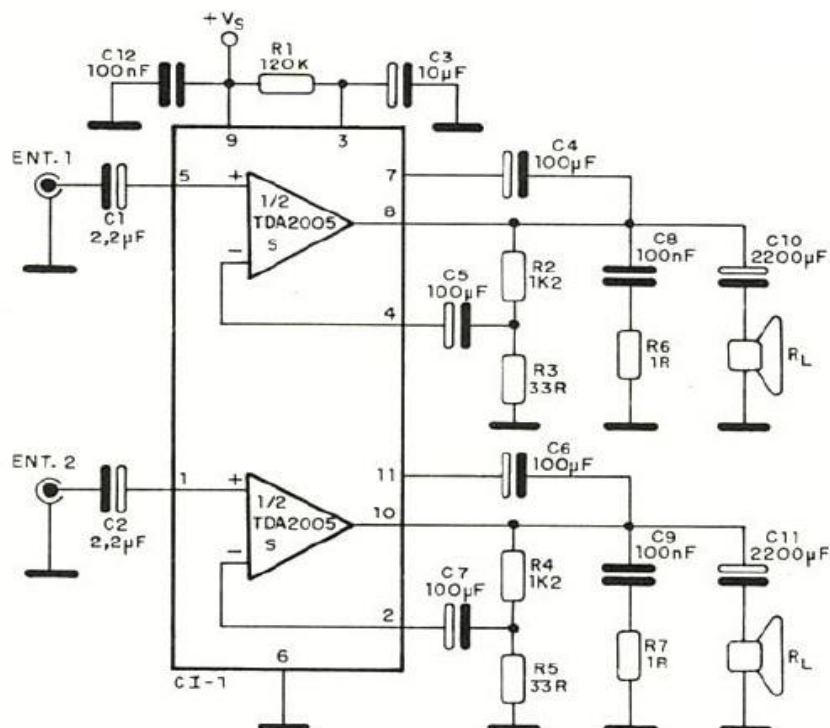 +VS
C12
100nF
R1
120K
C3
10µF
9
3
ENT.1
C1
2,2µF
5
+
1/2
TDA2005
S
−
7
8
4
C4
100µF
C5
100µF
R2
1K2
R3
33R
C8
100nF
R6
1R
C10
2200µF
RL
ENT.2
C2
2,2µF
1
+
1/2
TDA2005
S
−
11
10
2
6
CI-1
C6
100µF
C7
100µF
R4
1K2
R5
33R
C9
100nF
R7
1R
C11
2200µF
RL